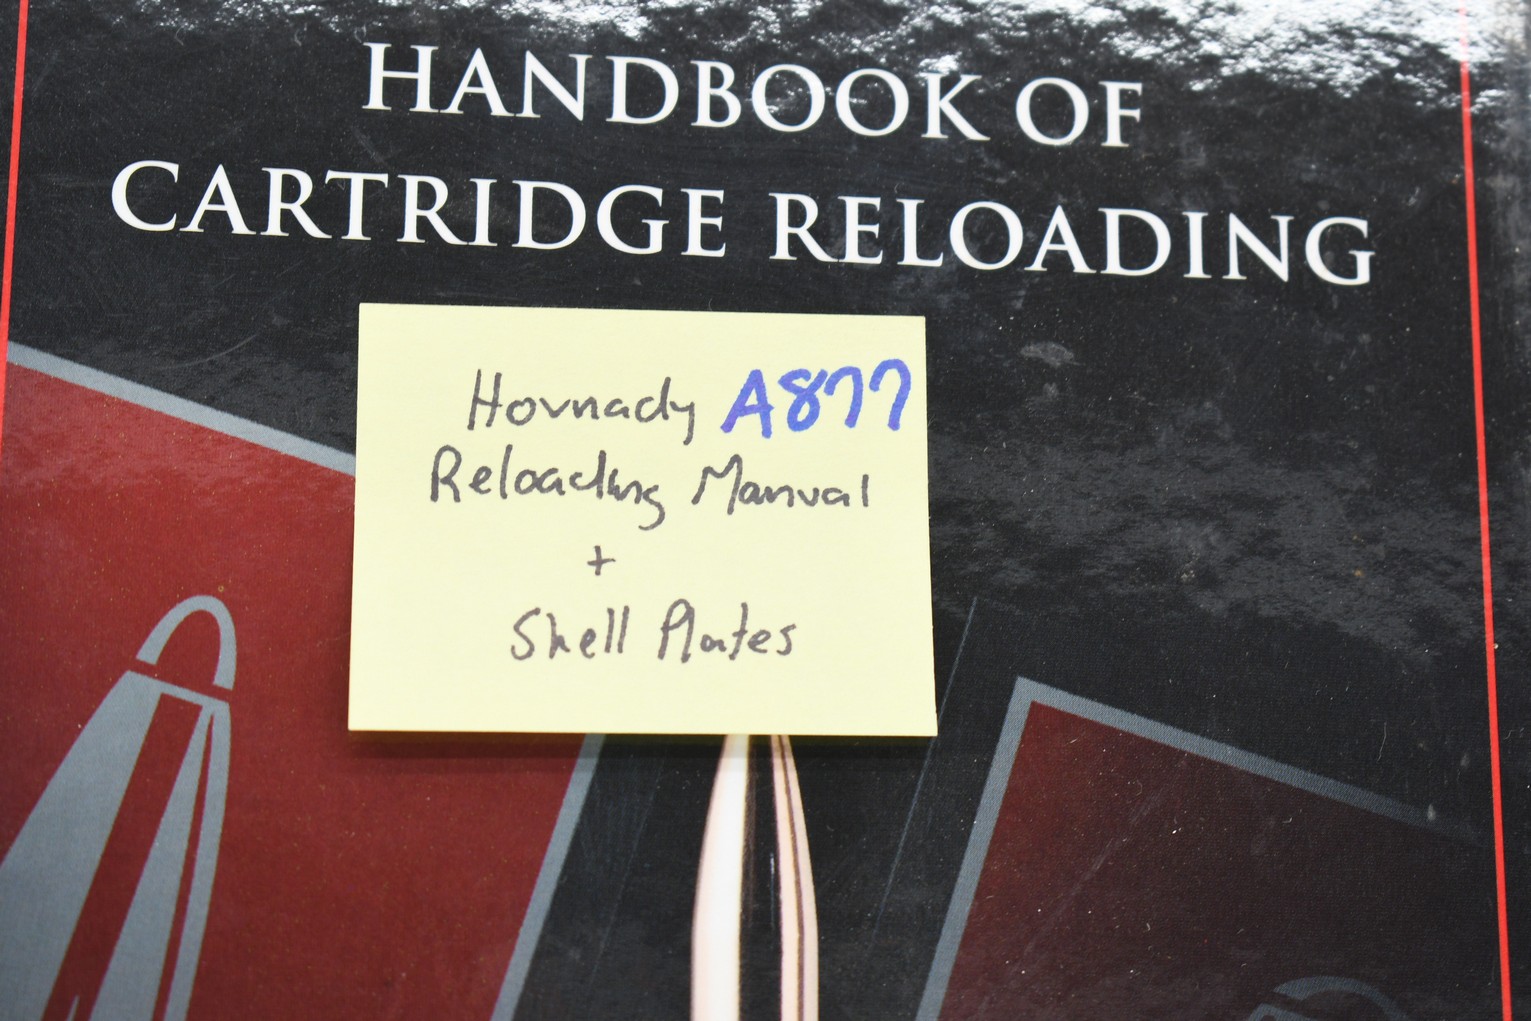 HANDBOOK OF
CARTRIDGE RELOADING
Hornady A877
Reloading Manual
+
Shell Plates